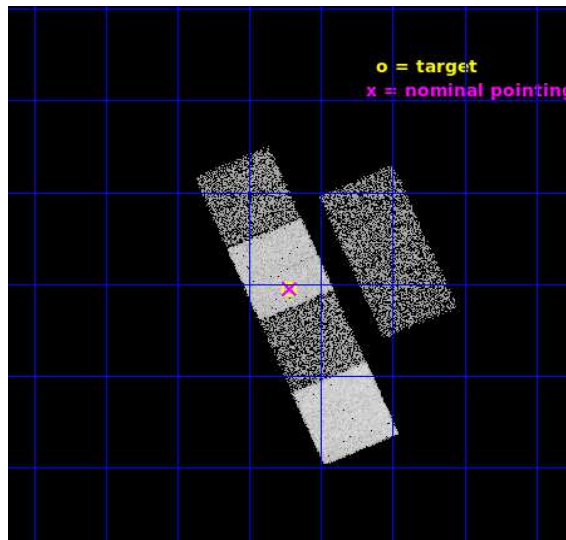 o = target
x = nominal pointing